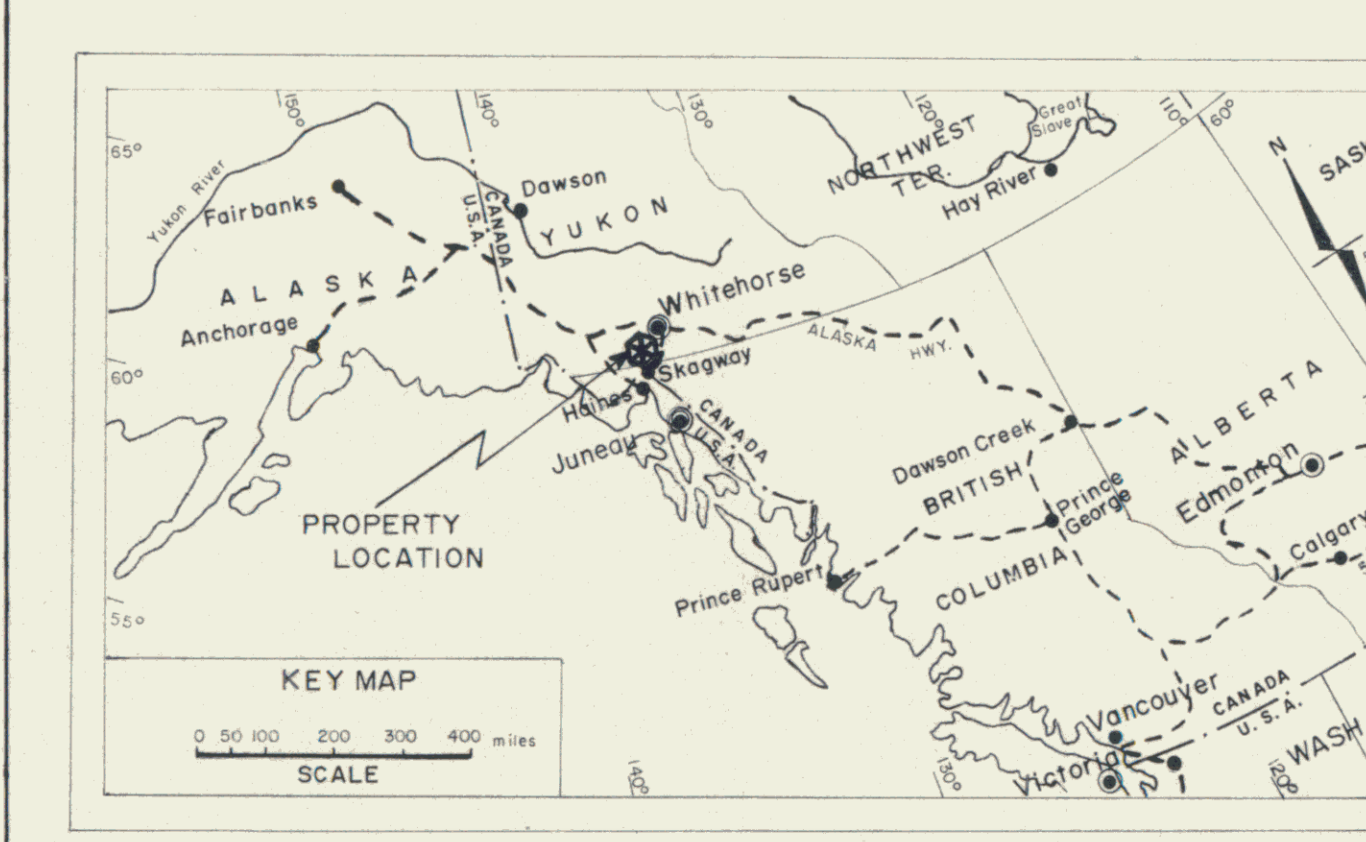 150°
140°
130°
120°
110°
60°
65°
Great
Slave
NORTHWEST
TER.
N
Yukon River
Fairbanks
Dawson
YUKON
Hay River
CANADA
U.S.A.
ALASKA
Whitehorse
Anchorage
ALASKA HWY.
60°
Skagway
Haines
CANADA
U.S.A.
Juneau
ALBERTA
Dawson Creek
BRITISH
Edmonton
Prince
George
Calgary
PROPERTY
LOCATION
COLUMBIA
Prince Rupert
55°
KEY MAP
0 50 100 200 300 400 miles
SCALE
Vancouver
CANADA
U.S.A.
WASH
Victoria
140°
130°
120°